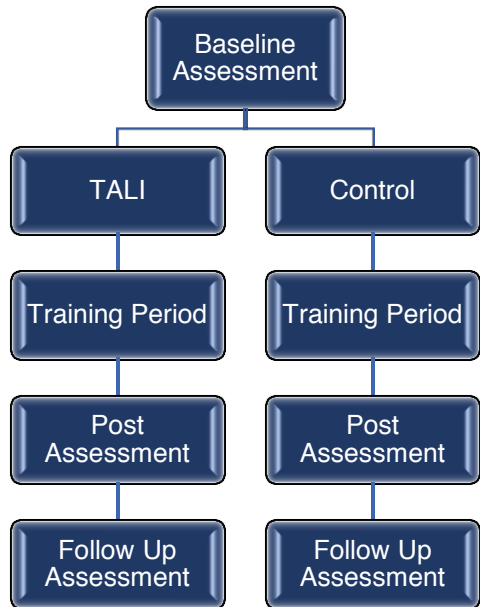 Baseline
Assessment
TALI
Control
Training Period
Training Period
Post
Assessment
Post
Assessment
Follow Up
Assessment
Follow Up
Assessment